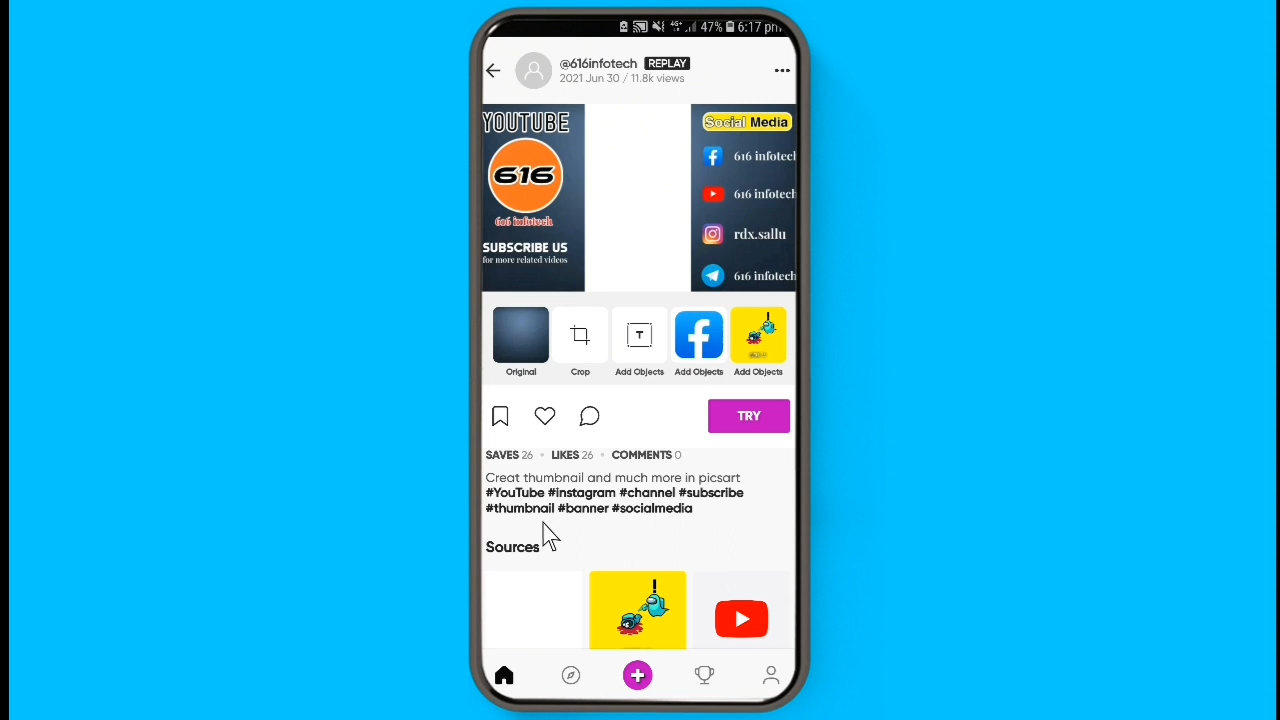 4G+ 47% 6:17 pm
@616infotech REPLAY
2021 Jun 30 / 11.8k views
YOUTUBE
616
616 infotech
SUBSCRIBE US
for more related videos
Social Media
616 infotech
616 infotech
rdx.sallu
616 infotech
Original
Crop
T
Add Objects
Add Objects
Add Objects
TRY
SAVES 26 • LIKES 26 • COMMENTS 0
Creat thumbnail and much more in picsart
#YouTube #instagram #channel #subscribe
#thumbnail #banner #socialmedia
Sources